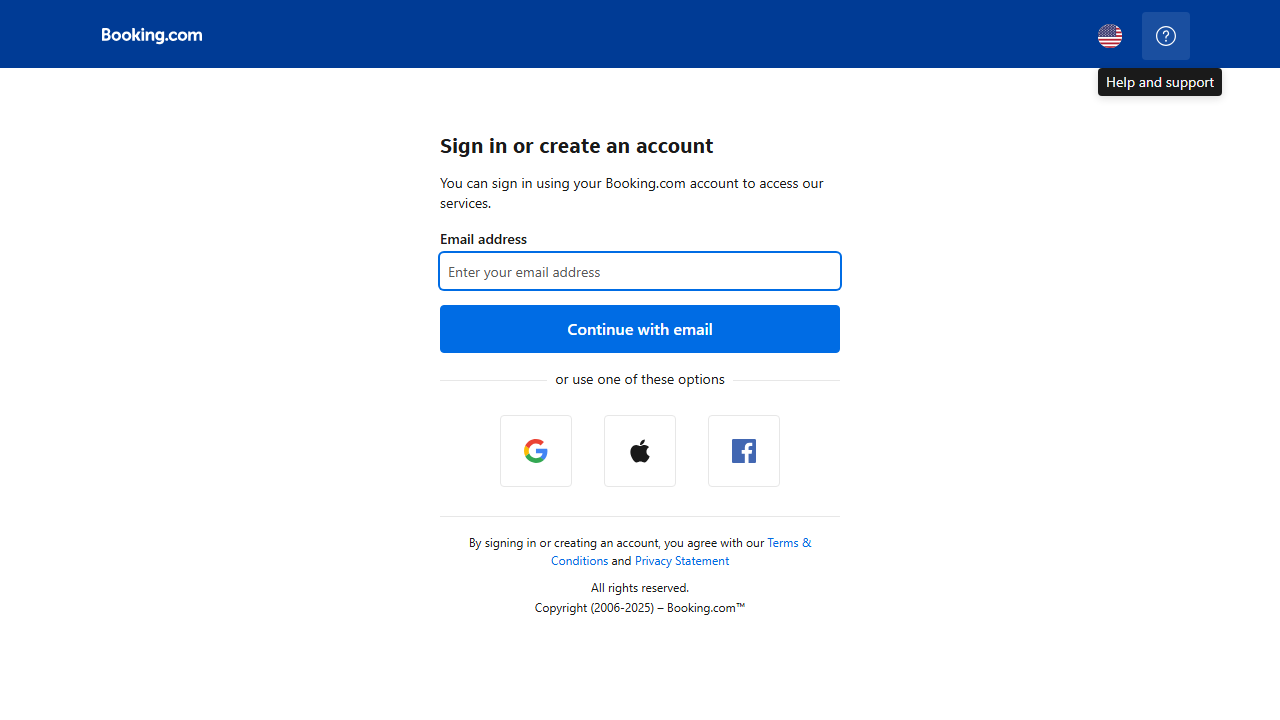 Booking.com
Help and support
Sign in or create an account
You can sign in using your Booking.com account to access our
services.
Email address
Enter your email address
Continue with email
or use one of these options
By signing in or creating an account, you agree with our Terms &
Conditions and Privacy Statement
All rights reserved.
Copyright (2006-2025) – Booking.com™